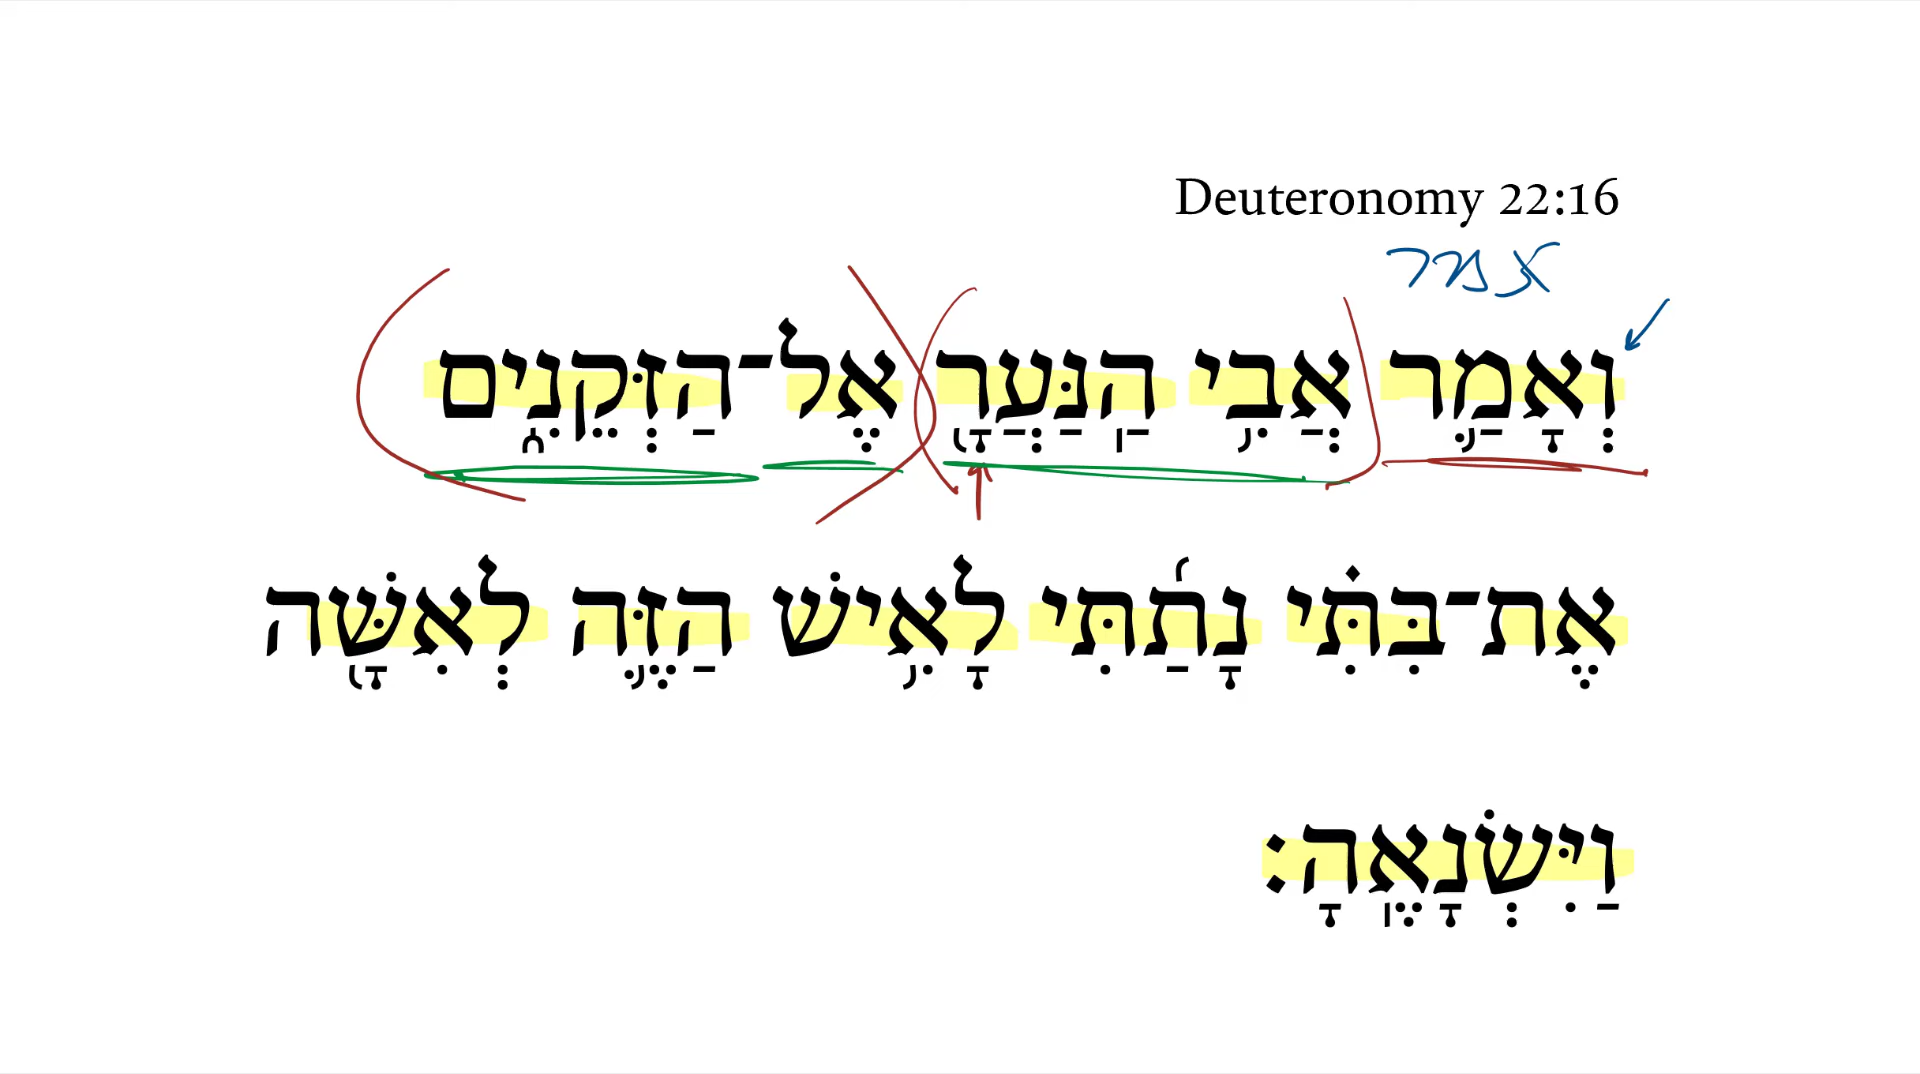 Deuteronomy 22:16
אמר
וְאָמַ֛ר אֲבִ֥י הַֽנַּעֲרָ֖ אֶל־הַזְּקֵנִ֑ים
אֶת־בִּתִּ֗י נָתַ֜תִּי לָאִ֥ישׁ הַזֶּ֛ה לְאִשָּׁ֖ה
וַיִּשְׂנָאֶֽהָ׃